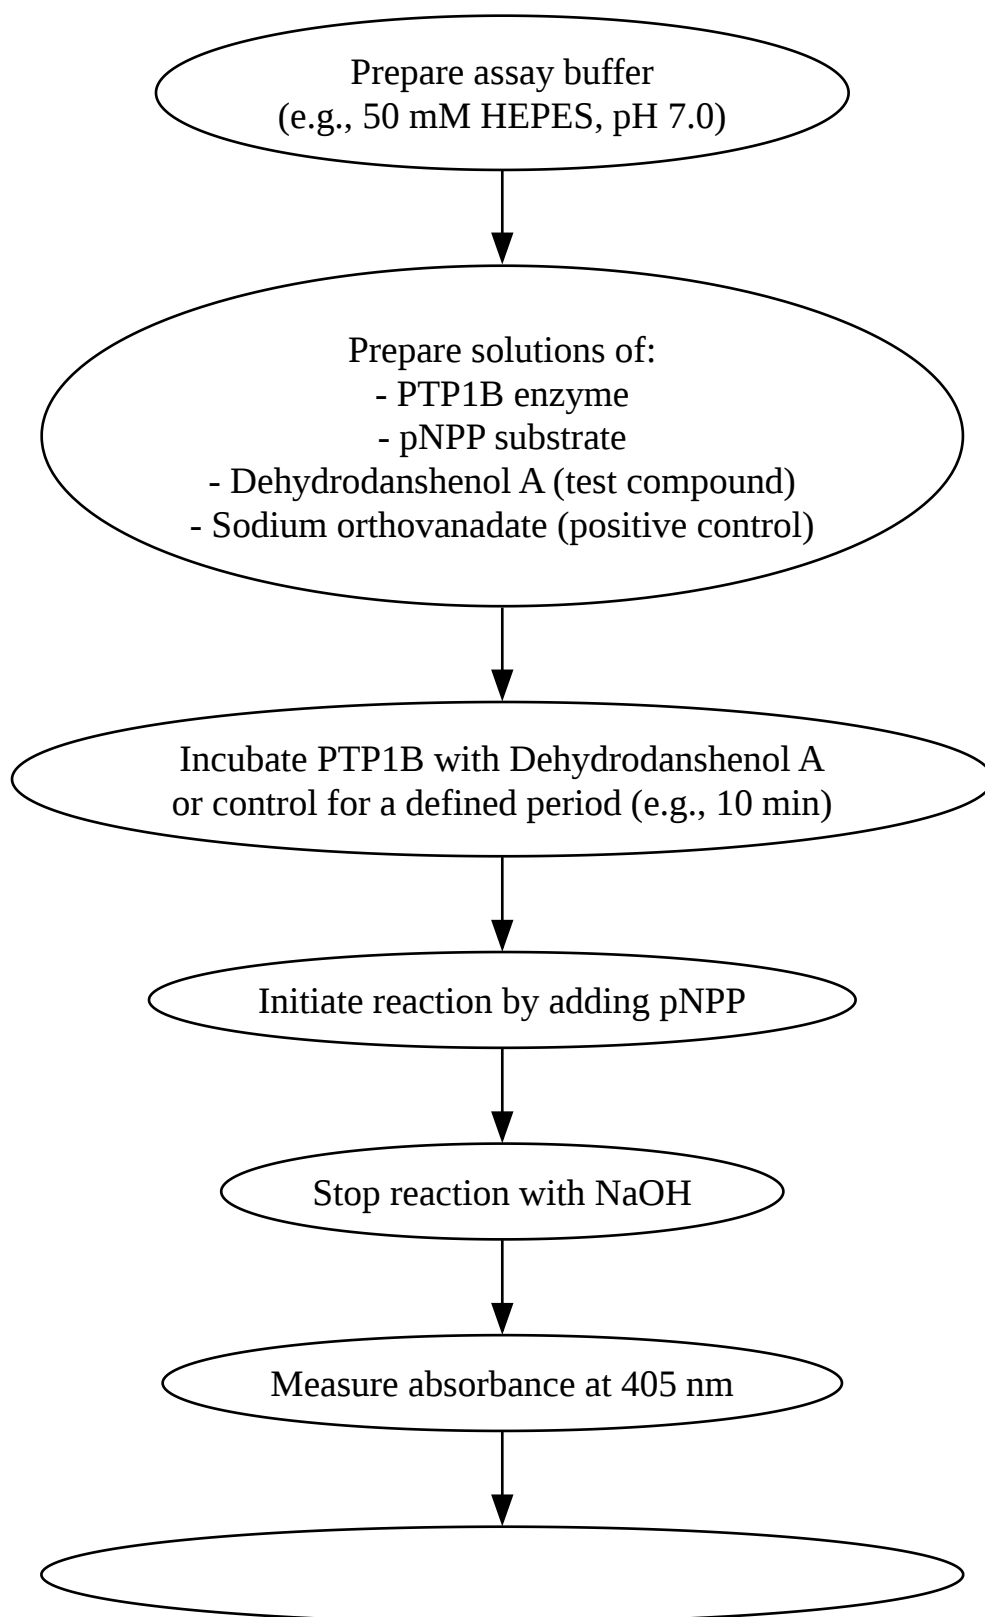 Prepare assay buffer
(e.g., 50 mM HEPES, pH 7.0)
Prepare solutions of:
- PTP1B enzyme
- pNPP substrate
- Dehydrodanshenol A (test compound)
- Sodium orthovanadate (positive control)
Incubate PTP1B with Dehydrodanshenol A
or control for a defined period (e.g., 10 min)
Initiate reaction by adding pNPP
Stop reaction with NaOH
Measure absorbance at 405 nm